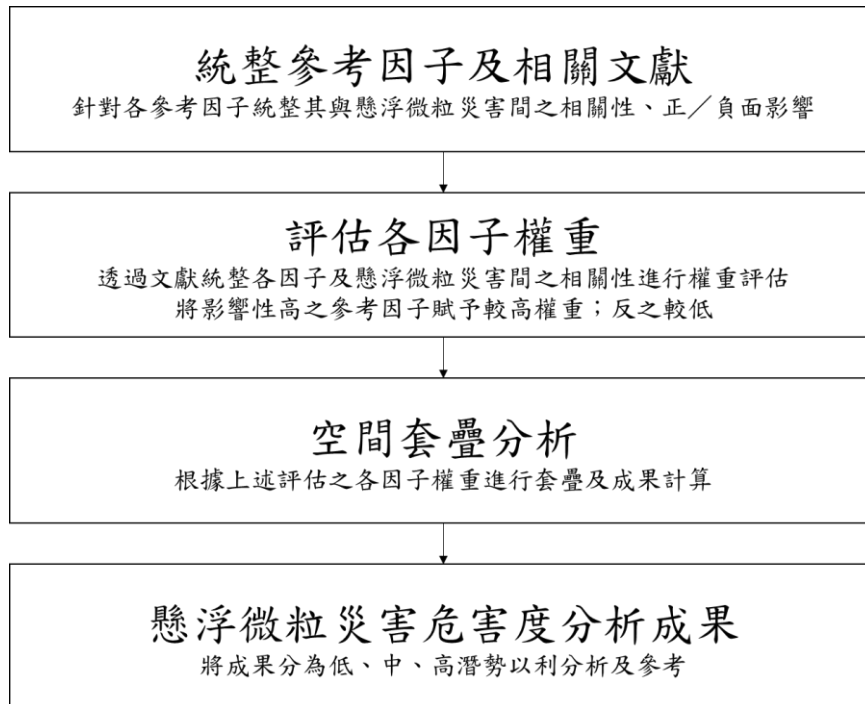 統整參考因子及相關文獻
針對各參考因子統整其與懸浮微粒災害間之相關性、正／負面影響
評估各因子權重
透過文獻統整各因子及懸浮微粒災害間之相關性進行權重評估
將影響性高之參考因子賦予較高權重；反之較低
空間套疊分析
根據上述評估之各因子權重進行套疊及成果計算
懸浮微粒災害危害度分析成果
將成果分為低、中、高潛勢以利分析及參考